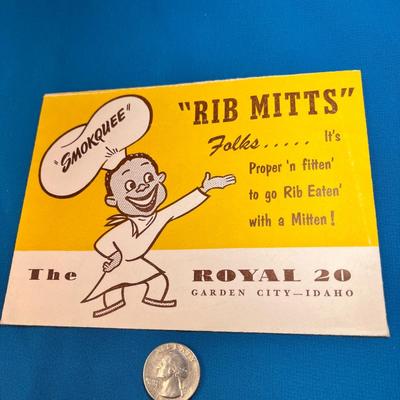 "SMOKQUEE"
"RIB MITTS"
Folks..... It's
Proper 'n fitten'
to go Rib Eaten'
with a Mitten!
The ROYAL 20
GARDEN CITY—IDAHO